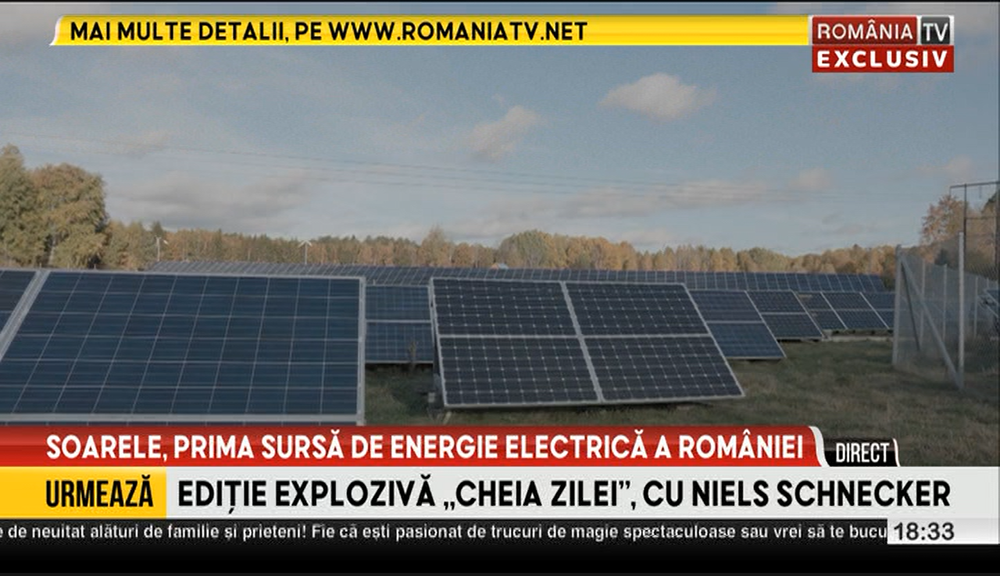 MAI MULTE DETALII, PE WWW.ROMANIATV.NET
ROMÂNIA TV
EXCLUSIV
SOARELE, PRIMA SURSĂ DE ENERGIE ELECTRICĂ A ROMÂNIEI
DIRECT
URMEAZĂ EDIȚIE EXPLOZIVĂ „CHEIA ZILEI”, CU NIELS SCHNECKER
de neuitat alături de familie și prieteni! Fie că ești pasionat de trucuri de magie spectaculoase sau vrei să te bucu 18:33